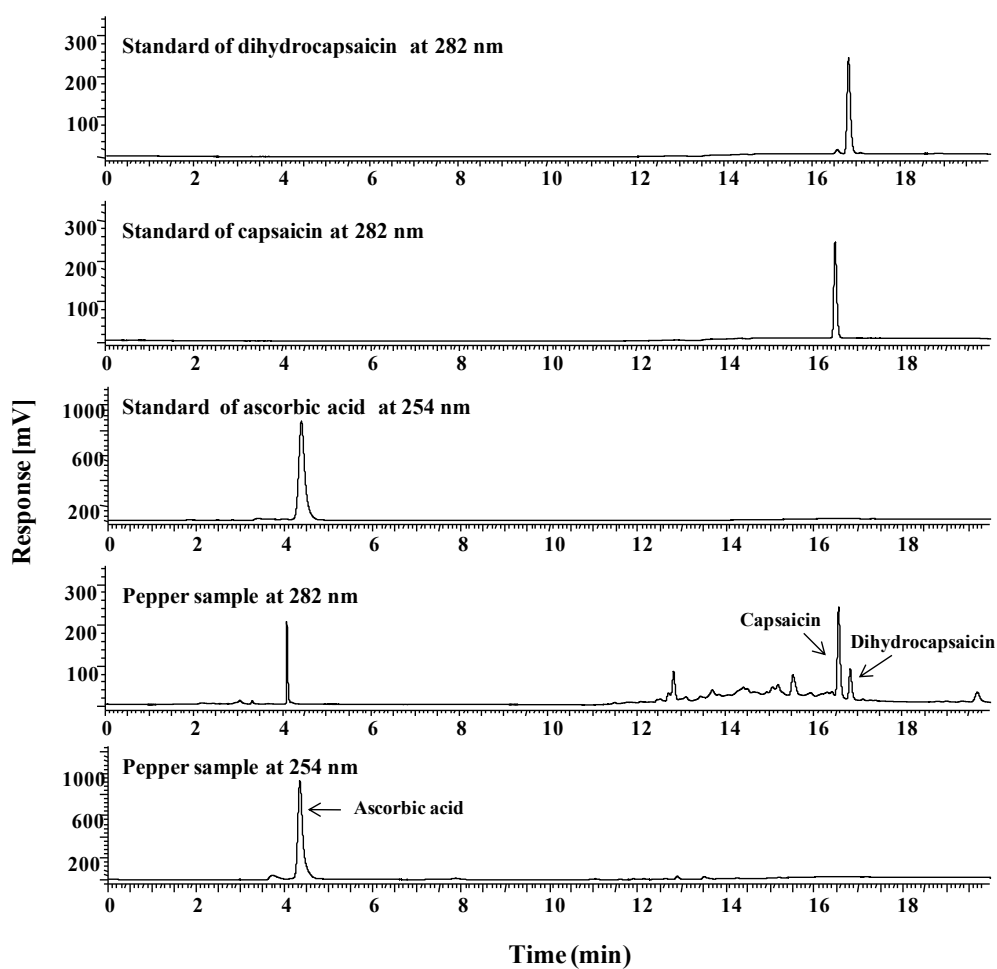 Response [mV]
Standard of dihydrocapsaicin at 282 nm
300
200
100
0 2 4 6 8 10 12 14 16 18
Standard of capsaicin at 282 nm
300
200
100
0 2 4 6 8 10 12 14 16 18
Standard of ascorbic acid at 254 nm
1000
600
200
0 2 4 6 8 10 12 14 16 18
Pepper sample at 282 nm
300
200
100
Capsaicin
Dihydrocapsaicin
0 2 4 6 8 10 12 14 16 18
Pepper sample at 254 nm
1000
600
200
Ascorbic acid
0 2 4 6 8 10 12 14 16 18
Time (min)